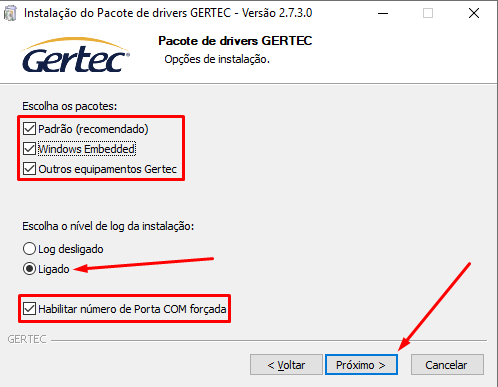 Instalação do Pacote de drivers GERTEC - Versão 2.7.3.0
Gertec
Pacote de drivers GERTEC
Opções de instalação.
Escolha os pacotes:
Padrão (recomendado)
Windows Embedded
Outros equipamentos Gertec
Escolha o nível de log da instalação:
Log desligado
Ligado
Habilitar número de Porta COM forçada
GERTEC
< Voltar
Próximo >
Cancelar